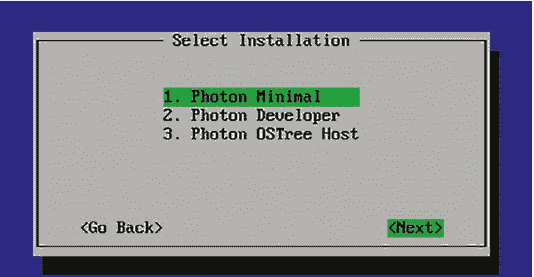 Select Installation
1. Photon Minimal
2. Photon Developer
3. Photon OSTree Host
<Go Back> <Next>